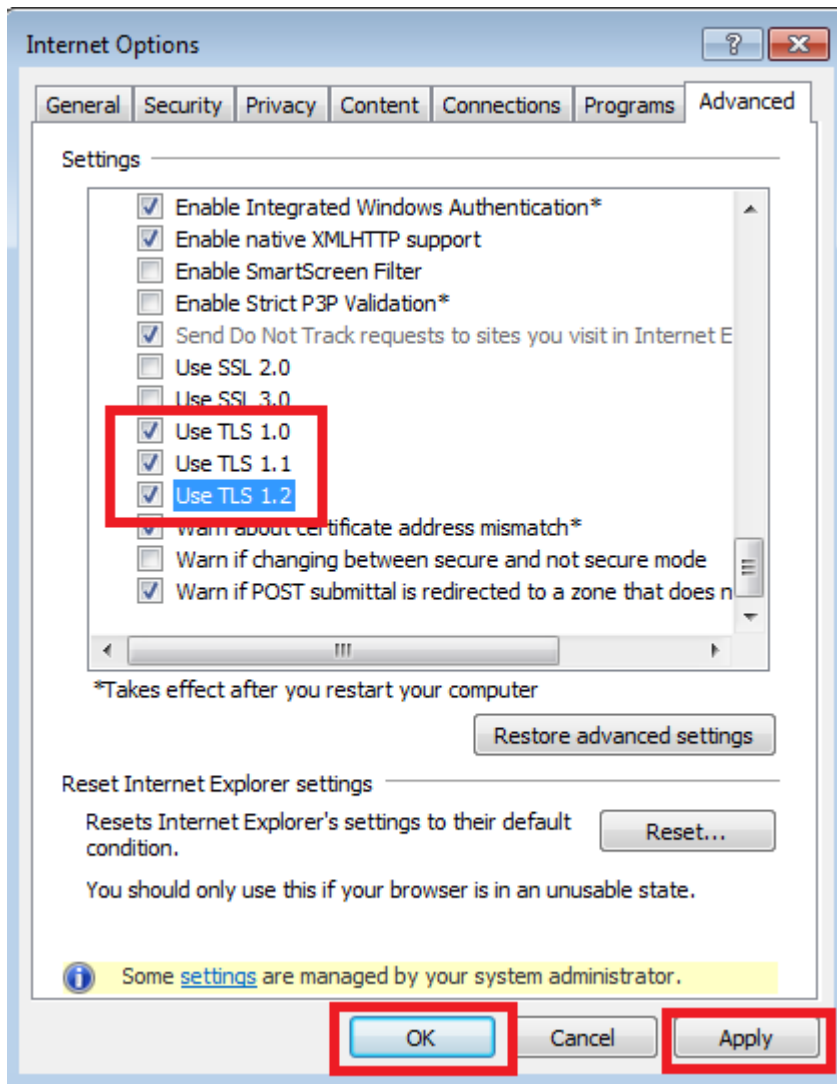 Internet Options
General Security Privacy Content Connections Programs Advanced
Settings
Enable Integrated Windows Authentication*
Enable native XMLHTTP support
Enable SmartScreen Filter
Enable Strict P3P Validation*
Send Do Not Track requests to sites you visit in Internet E
Use SSL 2.0
Use SSL 3.0
Use TLS 1.0
Use TLS 1.1
Use TLS 1.2
Warn about certificate address mismatch*
Warn if changing between secure and not secure mode
Warn if POST submittal is redirected to a zone that does n
*Takes effect after you restart your computer
Restore advanced settings
Reset Internet Explorer settings
Resets Internet Explorer's settings to their default
condition.
Reset...
You should only use this if your browser is in an unusable state.
Some settings are managed by your system administrator.
OK Cancel Apply